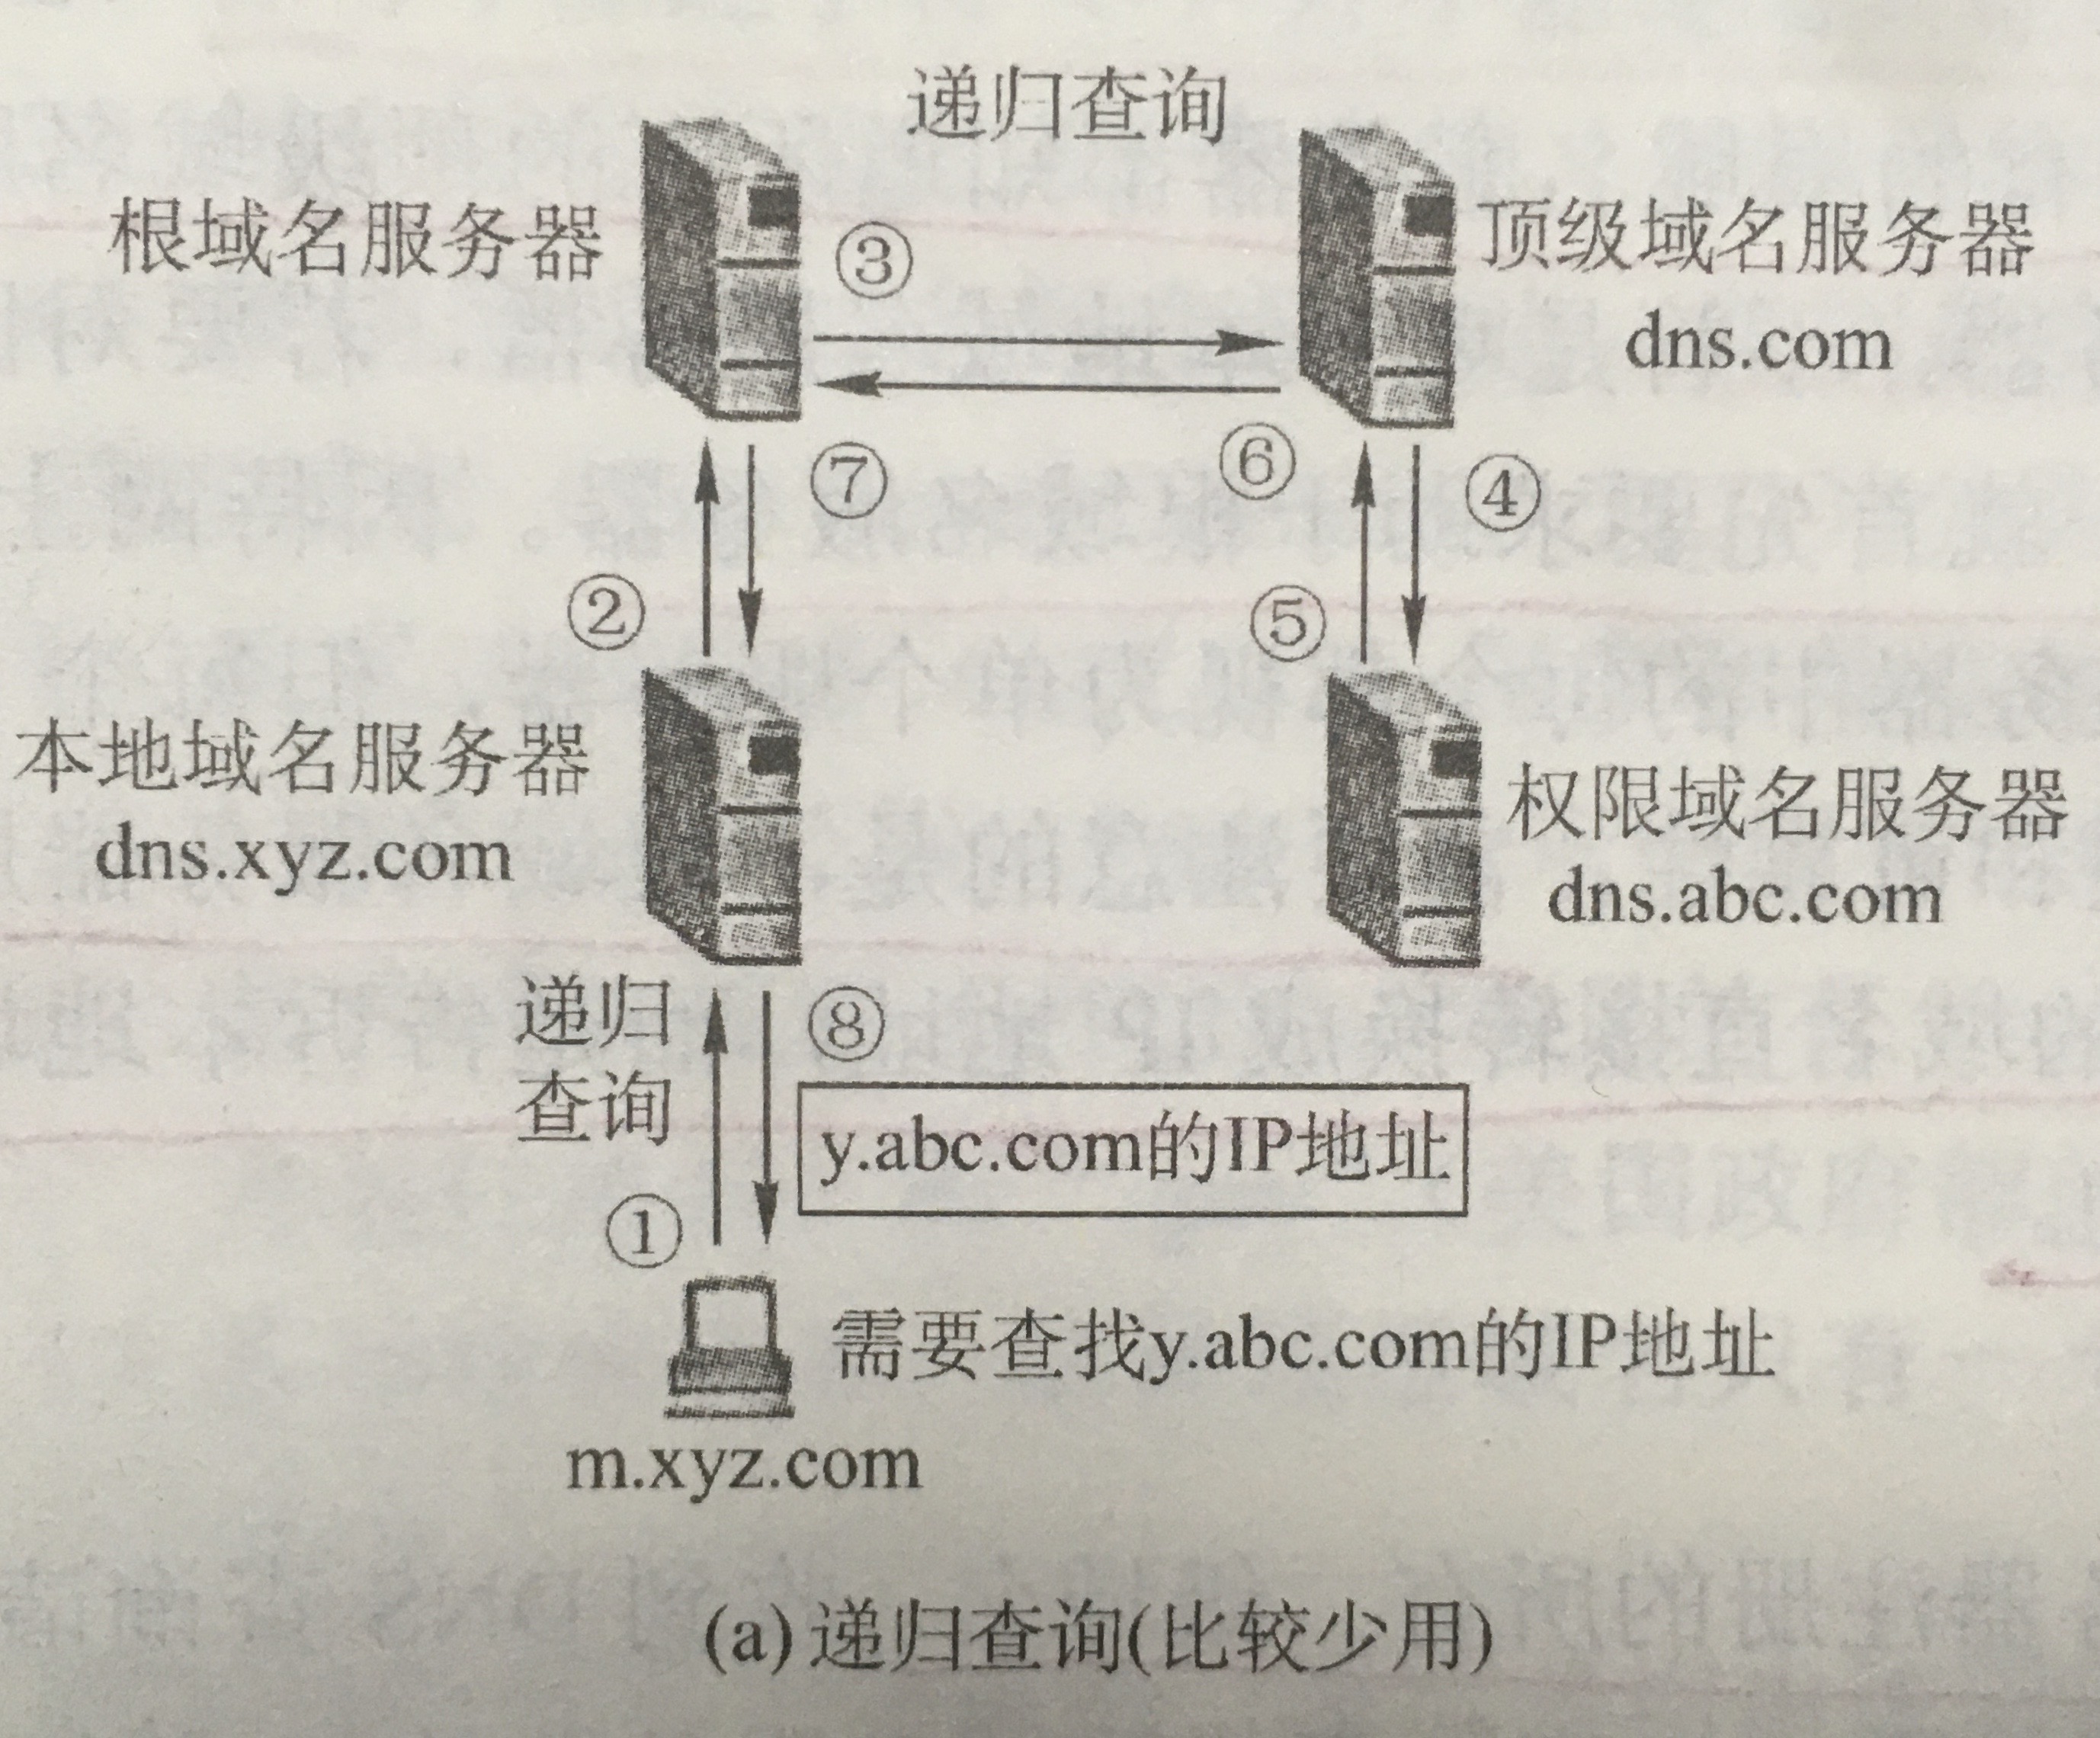 递归查询
根域名服务器
③
顶级域名服务器
dns.com
⑦
⑥
④
②
⑤
本地域名服务器
dns.xyz.com
权限域名服务器
dns.abc.com
递归
查询
⑧
y.abc.com的IP地址
①
需要查找y.abc.com的IP地址
m.xyz.com
(a) 递归查询(比较少用)